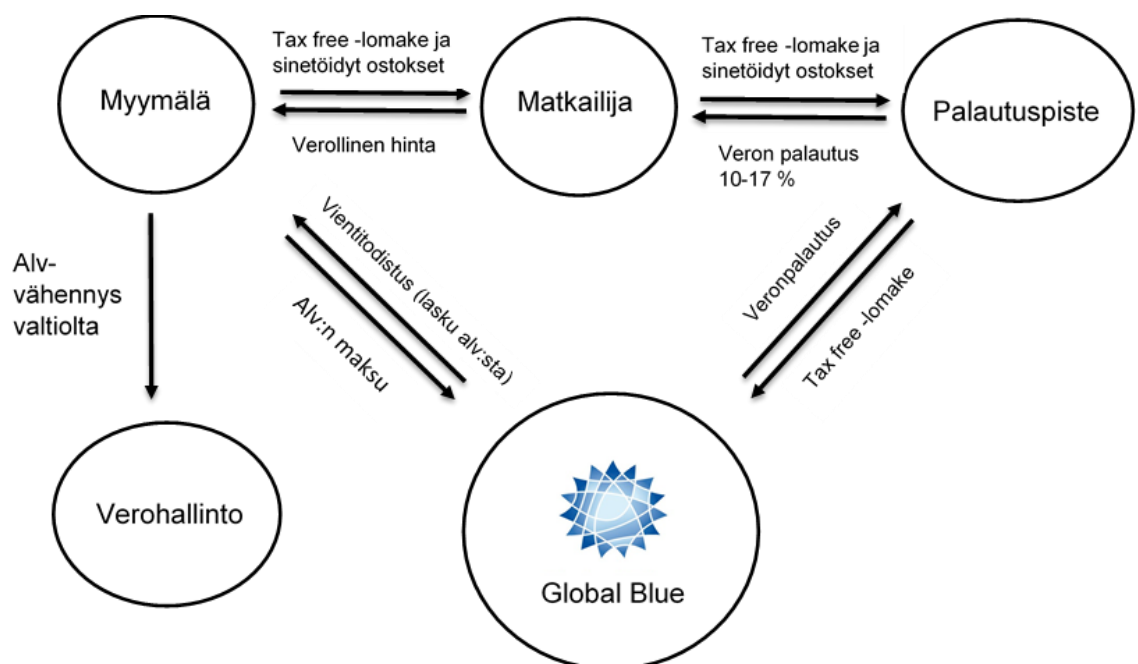 Tax free -lomake ja
sinetöidyt ostokset
Tax free -lomake ja
sinetöidyt ostokset
Myymälä
Matkailija
Palautuspiste
Verollinen hinta
Veron palautus
10-17 %
Alv-
vähennys
valtiolta
Vientitodistus (lasku alv:sta)
Alv:n maksu
Veronpalautus
Tax free -lomake
Verohallinto
Global Blue